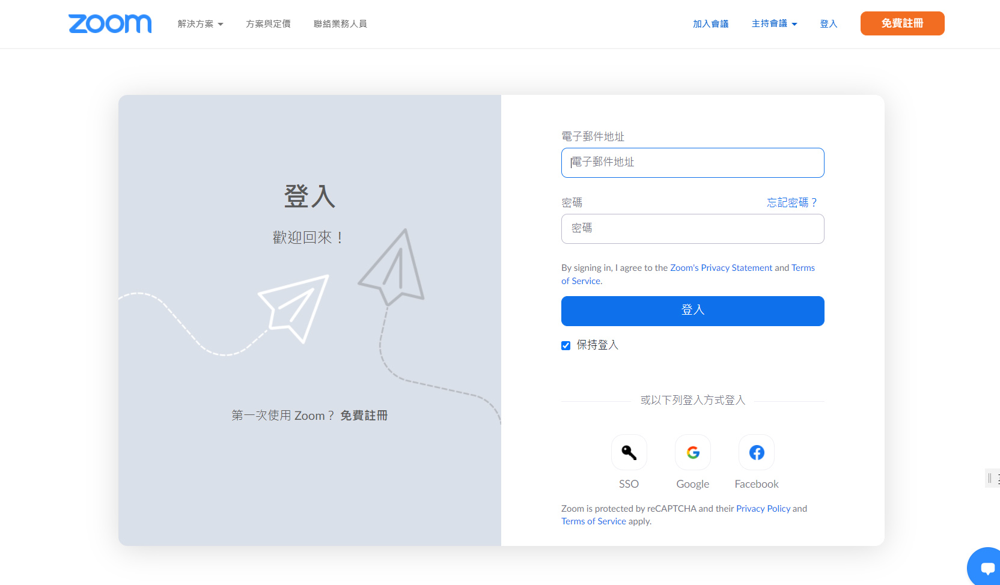 zoom
解決方案
方案與定價
聯絡業務人員
加入會議
主持會議
登入
免費註冊
登入
歡迎回來！
第一次使用 Zoom？ 免費註冊
電子郵件地址
電子郵件地址
密碼
忘記密碼？
密碼
By signing in, I agree to the Zoom's Privacy Statement and Terms
of Service.
登入
保持登入
或以下列登入方式登入
SSO
Google
Facebook
Zoom is protected by reCAPTCHA and their Privacy Policy and
Terms of Service apply.